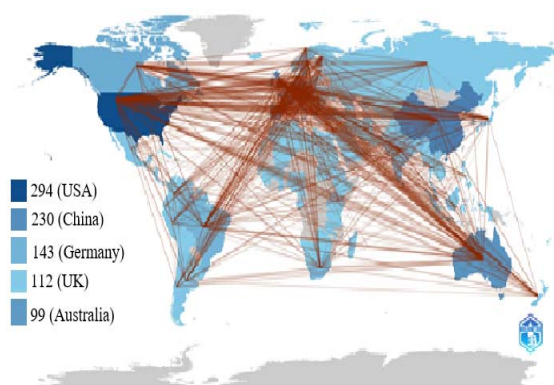 294 (USA)
230 (China)
143 (Germany)
112 (UK)
99 (Australia)